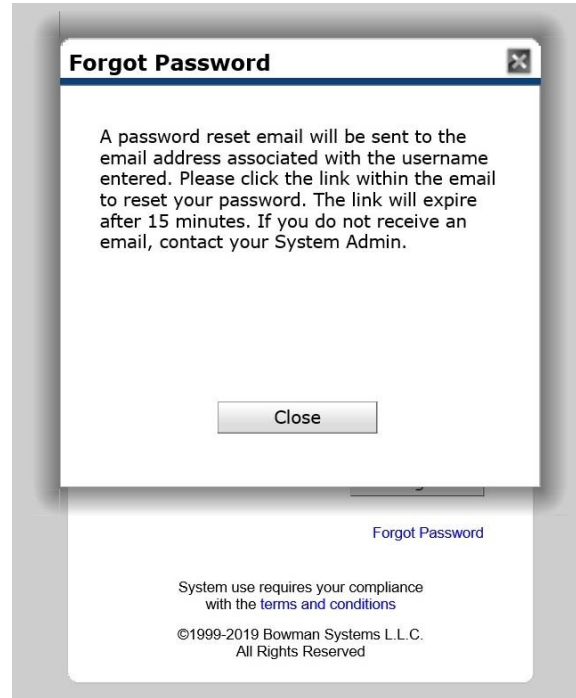 Forgot Password
A password reset email will be sent to the
email address associated with the username
entered. Please click the link within the email
to reset your password. The link will expire
after 15 minutes. If you do not receive an
email, contact your System Admin.
Close
Forgot Password
System use requires your compliance
with the terms and conditions
©1999-2019 Bowman Systems L.L.C.
All Rights Reserved